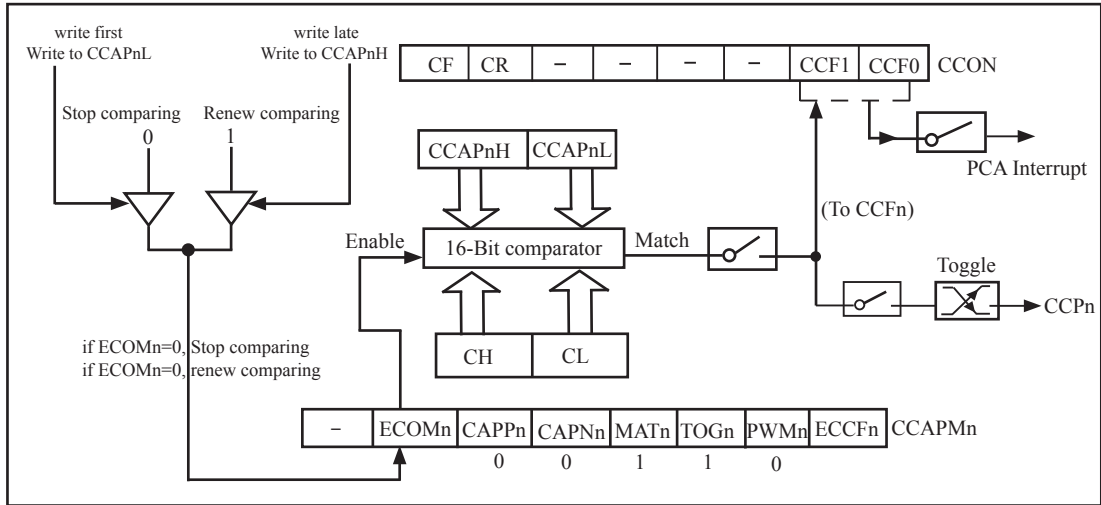 write first
Write to CCAPnL
write late
Write to CCAPnH
CF CR – – – – CCF1 CCF0 CCON
Stop comparing
0
Renew comparing
1
CCAPnH CCAPnL
PCA Interrupt
(To CCFn)
Enable
16-Bit comparator
Match
Toggle
CCPn
if ECOMn=0, Stop comparing
if ECOMn=0, renew comparing
CH CL
– ECOMn CAPPn CAPNn MATn TOGn PWMn ECCFn CCAPMn
0 0 1 1 0